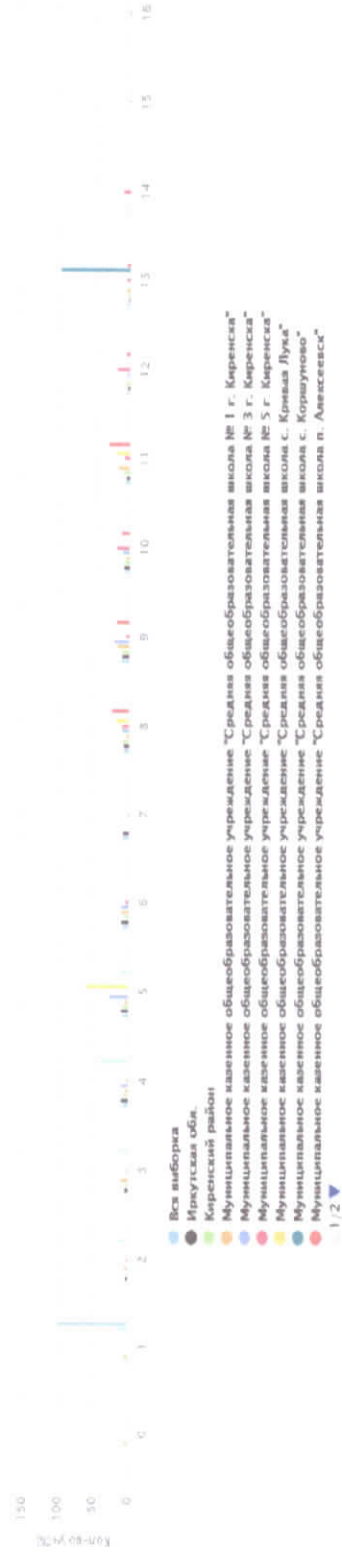 Кол-во уч(%)
150
100
50
0
0 1 2 3 4 5 6 7 8 9 10 11 12 13 14 15 16
Вся выборка
Иркутская обл.
Киренский район
Муниципальное казенное общеобразовательное учреждение "Средняя общеобразовательная школа № 1 г. Киренска"
Муниципальное казенное общеобразовательное учреждение "Средняя общеобразовательная школа № 3 г. Киренска"
Муниципальное казенное общеобразовательное учреждение "Средняя общеобразовательная школа № 5 г. Киренска"
Муниципальное казенное общеобразовательное учреждение "Средняя общеобразовательная школа с. Кривая Лука"
Муниципальное казенное общеобразовательное учреждение "Средняя общеобразовательная школа с. Коршуново"
Муниципальное казенное общеобразовательное учреждение "Средняя общеобразовательная школа п. Алексеевск"
1/2